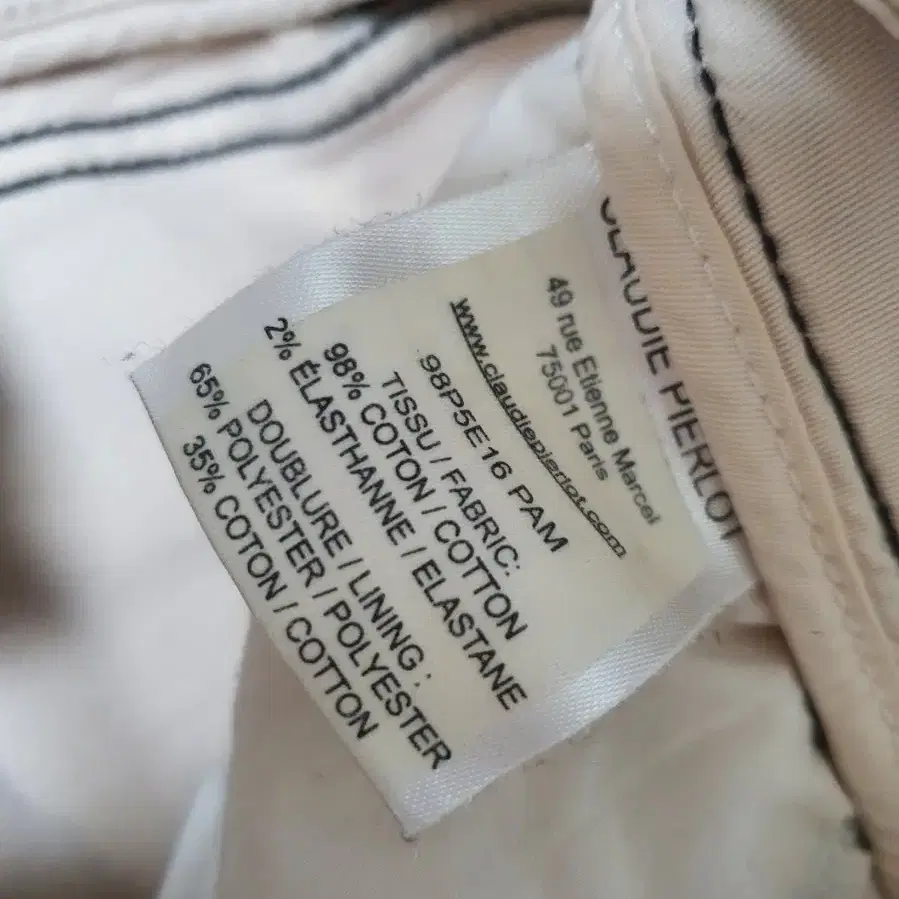 CLAUDIE PIERLOT
49 rue Etienne Marcel
75001 Paris
www.claudiepierlot.com
98P5E16 PAM
TISSU / FABRIC:
98% COTON / COTTON
2% ÉLASTHANNE / ELASTANE
DOUBLURE / LINING :
65% POLYESTER / POLYESTER
35% COTON / COTTON